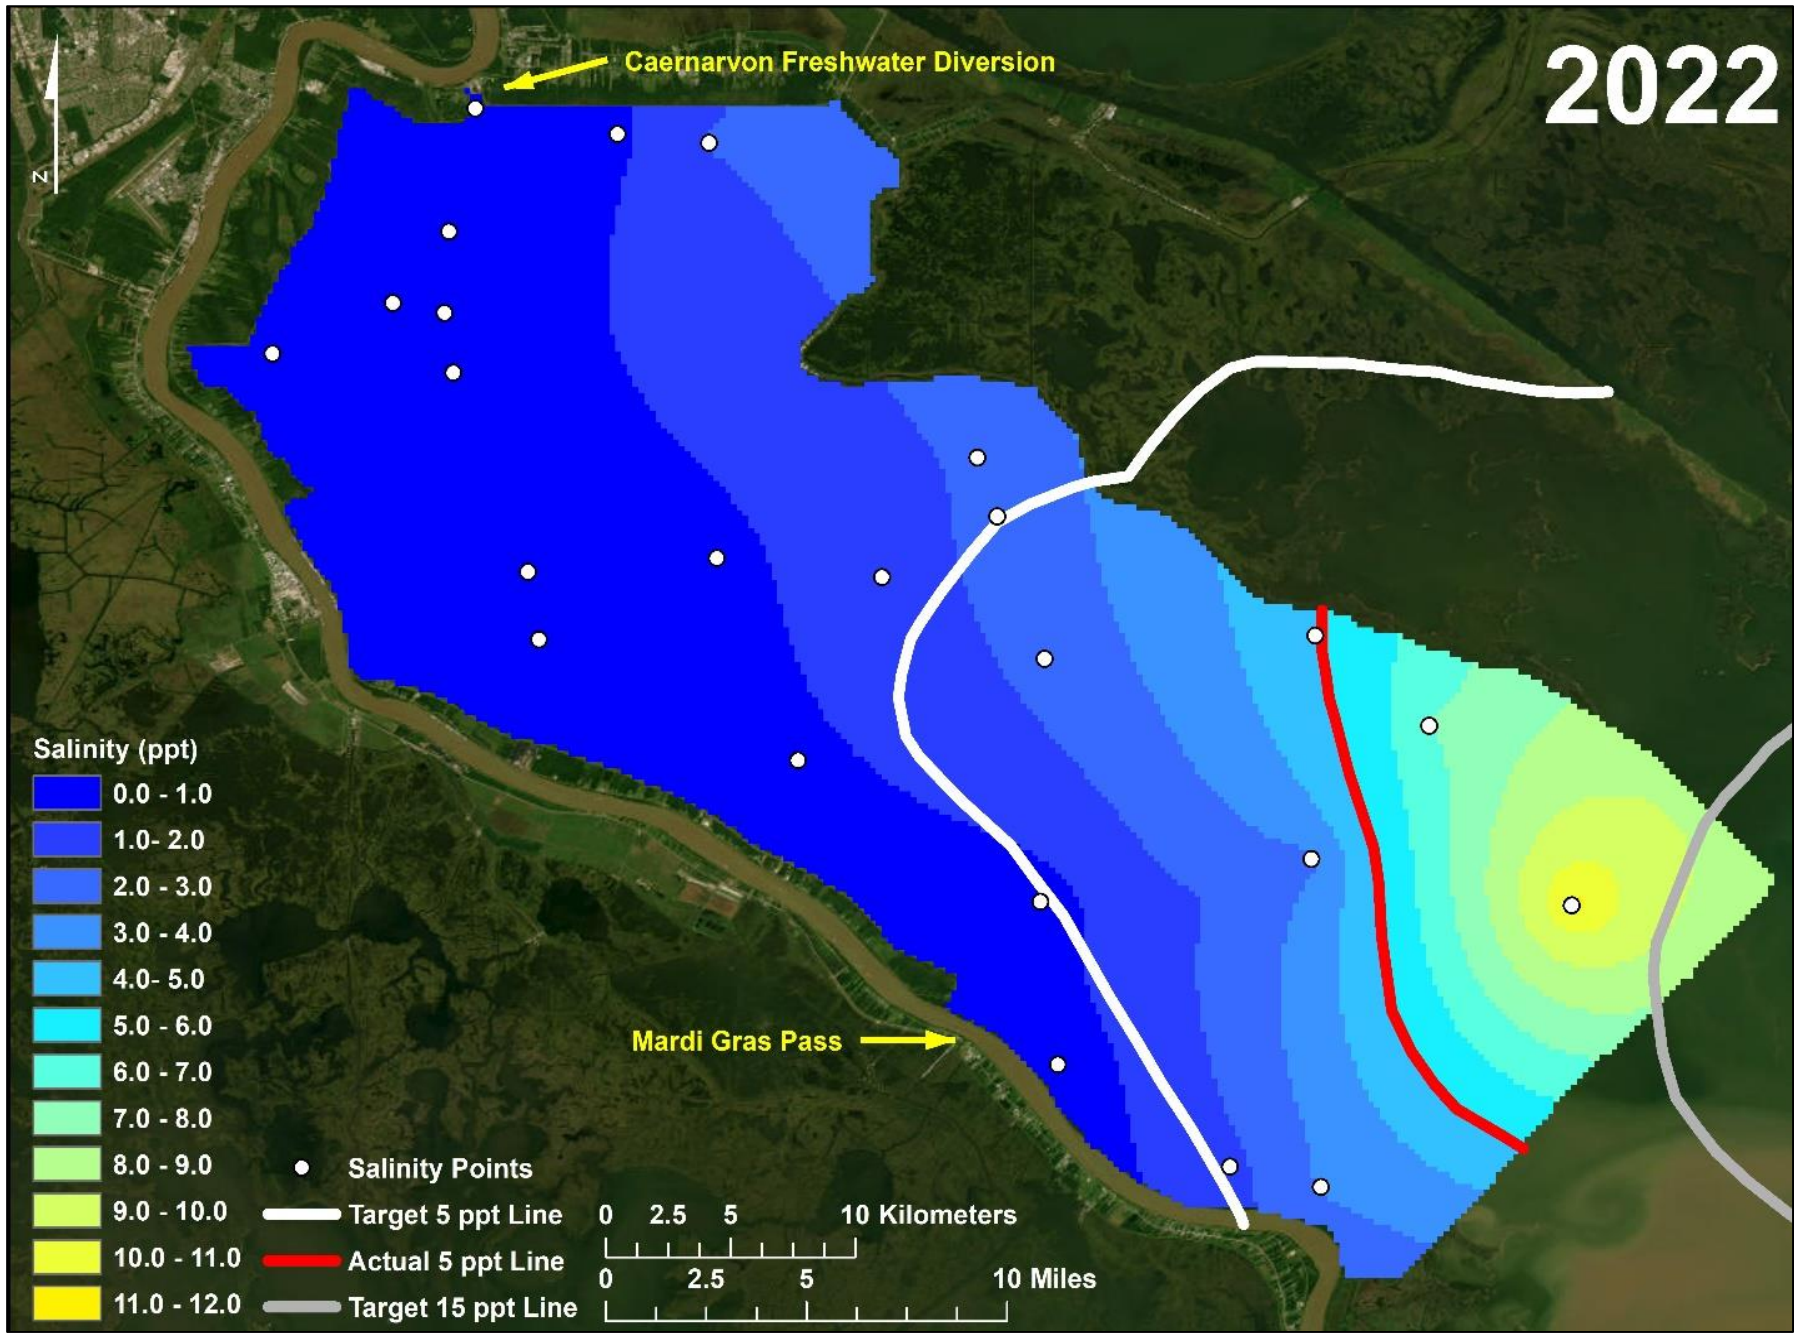 Caernarvon Freshwater Diversion
2022
N
Mardi Gras Pass
Salinity (ppt)
0.0 - 1.0
1.0- 2.0
2.0 - 3.0
3.0 - 4.0
4.0- 5.0
5.0 - 6.0
6.0 - 7.0
7.0 - 8.0
8.0 - 9.0
9.0 - 10.0
10.0 - 11.0
11.0 - 12.0
Salinity Points
Target 5 ppt Line
Actual 5 ppt Line
Target 15 ppt Line
0 2.5 5 10 Kilometers
0 2.5 5 10 Miles